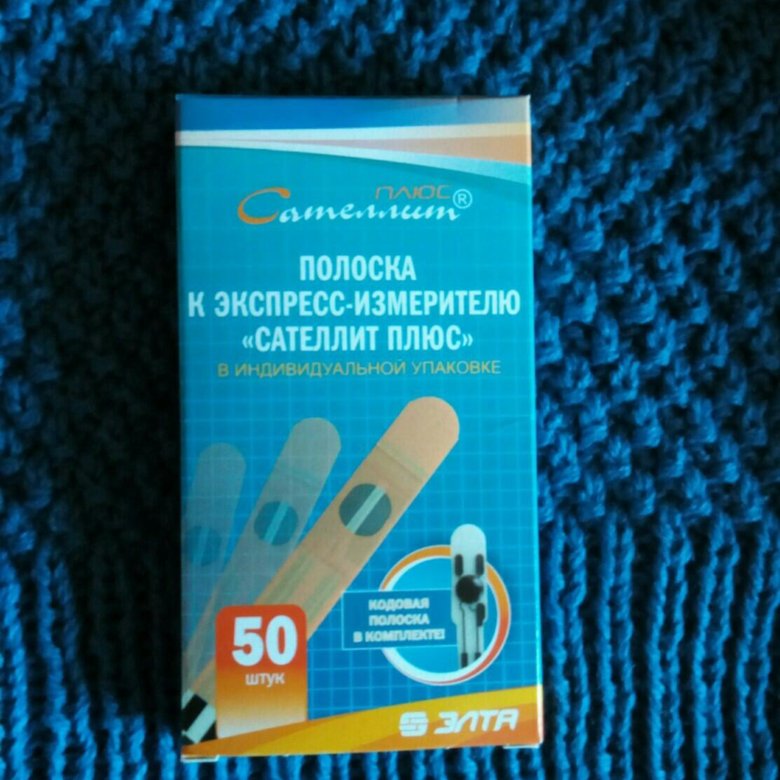 ПЛЮС
Сателлит®
ПОЛОСКА
К ЭКСПРЕСС-ИЗМЕРИТЕЛЮ
«САТЕЛЛИТ ПЛЮС»
В ИНДИВИДУАЛЬНОЙ УПАКОВКЕ
КОДОВАЯ
ПОЛОСКА
В КОМПЛЕКТЕ!
50
ШТУК
ЭЛТА